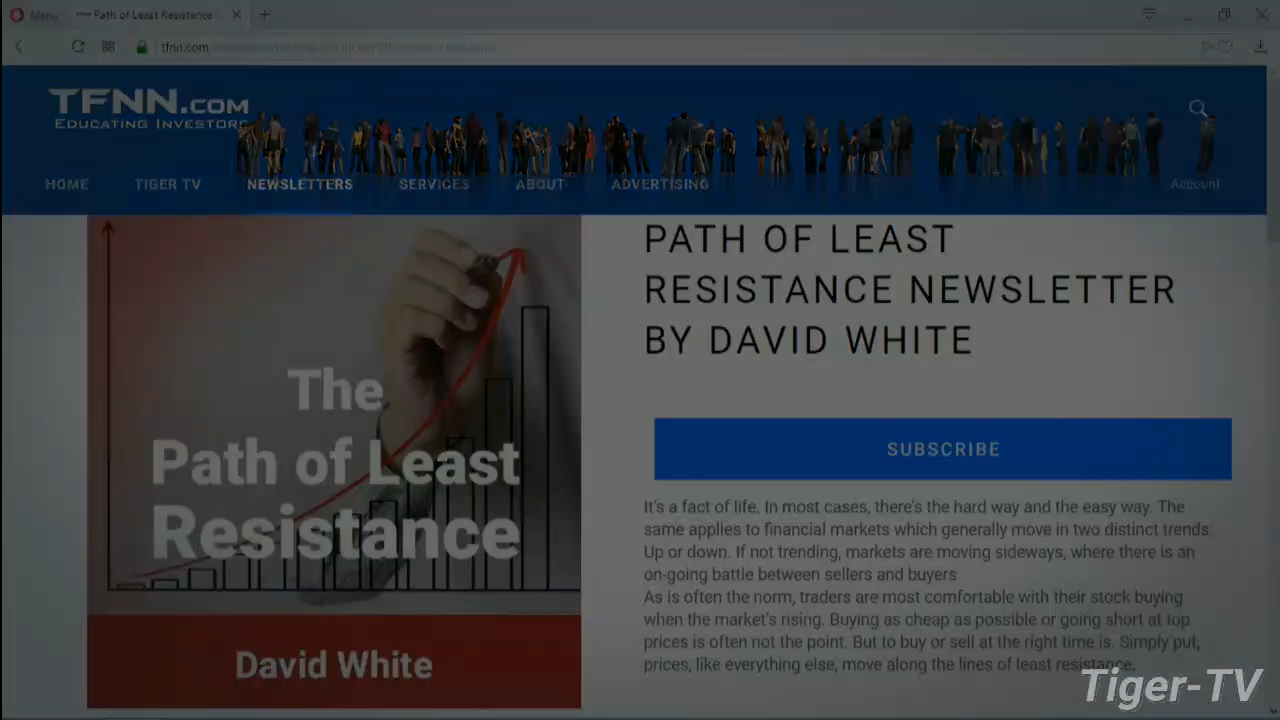 Menu
Path of Least Resistance
tfnn.com
TFNN.COM
EDUCATING INVESTORS
HOME
TIGER TV
NEWSLETTERS
SERVICES
ABOUT
ADVERTISING
Account
The
Path of Least
Resistance
David White
PATH OF LEAST
RESISTANCE NEWSLETTER
BY DAVID WHITE
SUBSCRIBE
It's a fact of life. In most cases, there's the hard way and the easy way. The
same applies to financial markets which generally move in two distinct trends:
Up or down. If not trending, markets are moving sideways, where there is an
on-going battle between sellers and buyers
As is often the norm, traders are most comfortable with their stock buying
when the market's rising. Buying as cheap as possible or going short at top
prices is often not the point. But to buy or sell at the right time is. Simply put,
prices, like everything else, move along the lines of least resistance.
Tiger-TV